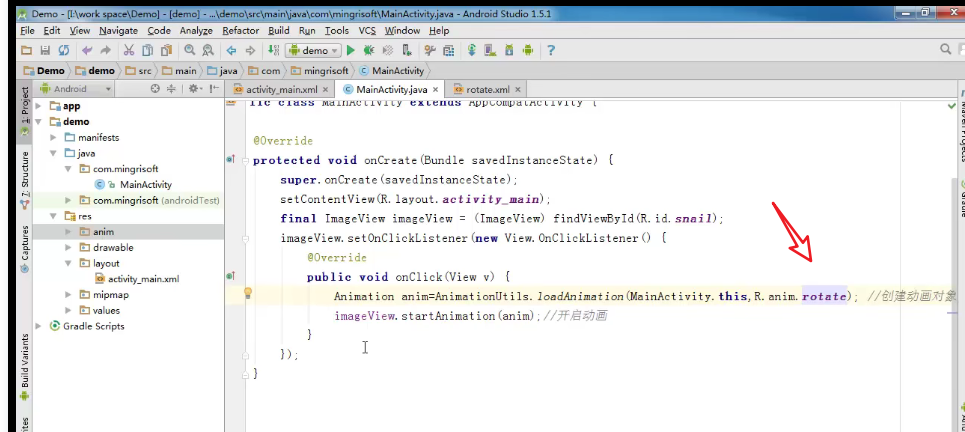 Demo - [L:\work space\Demo] - [demo] - ...\demo\src\main\java\com\mingrisoft\MainActivity.java - Android Studio 1.5.1
File Edit View Navigate Code Analyze Refactor Build Run Tools VCS Window Help
demo
Demo demo src main java com mingrisoft MainActivity
Android
activity_main.xml MainActivity.java rotate.xml
1: Project
Z: Structure
Captures
Build Variants
app
demo
manifests
java
com.mingrisoft
MainActivity
com.mingrisoft (androidTest)
res
anim
drawable
layout
activity_main.xml
mipmap
values
Gradle Scripts
class MainActivity extends AppCompatActivity {
@Override
protected void onCreate(Bundle savedInstanceState) {
super.onCreate(savedInstanceState);
setContentView(R.layout.activity_main);
final ImageView imageView = (ImageView) findViewById(R.id.snail);
imageView.setOnClickListener(new View.OnClickListener() {
@Override
public void onClick(View v) {
Animation anim=AnimationUtils.loadAnimation(MainActivity.this,R.anim.rotate); //创建动画对象
imageView.startAnimation(anim);//开启动画
}
});
}
Maven Projects
Gradle